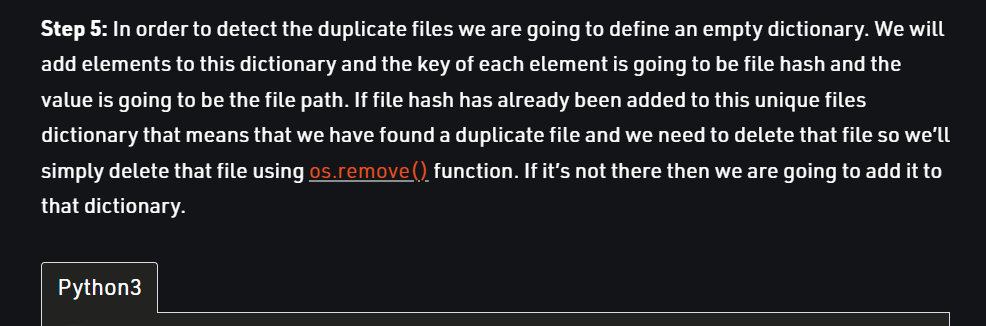 Step 5: In order to detect the duplicate files we are going to define an empty dictionary. We will
add elements to this dictionary and the key of each element is going to be file hash and the
value is going to be the file path. If file hash has already been added to this unique files
dictionary that means that we have found a duplicate file and we need to delete that file so we'll
simply delete that file using os.remove() function. If it's not there then we are going to add it to
that dictionary.
Python3